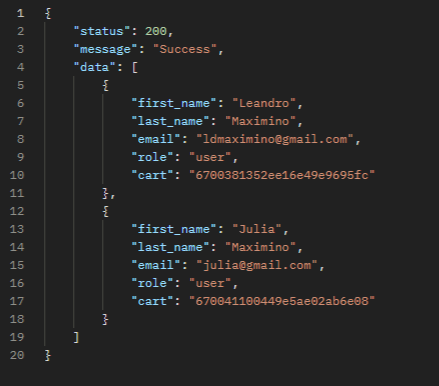 1 {
2     "status": 200,
3     "message": "Success",
4     "data": [
5         {
6             "first_name": "Leandro",
7             "last_name": "Maximino",
8             "email": "ldmaximino@gmail.com",
9             "role": "user",
10             "cart": "6700381352ee16e49e9695fc"
11         },
12         {
13             "first_name": "Julia",
14             "last_name": "Maximino",
15             "email": "julia@gmail.com",
16             "role": "user",
17             "cart": "670041100449e5ae02ab6e08"
18         }
19     ]
20 }